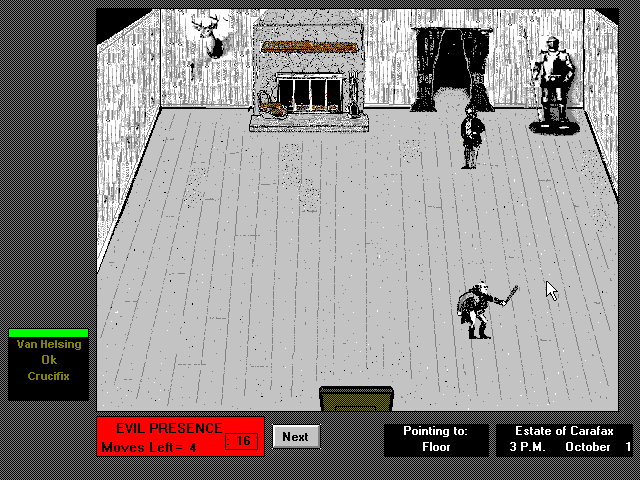 Van Helsing
Ok
Crucifix
EVIL PRESENCE
Moves Left= 4
: 16
Next
Pointing to:
Floor
Estate of Carafax
3 P.M. October 1